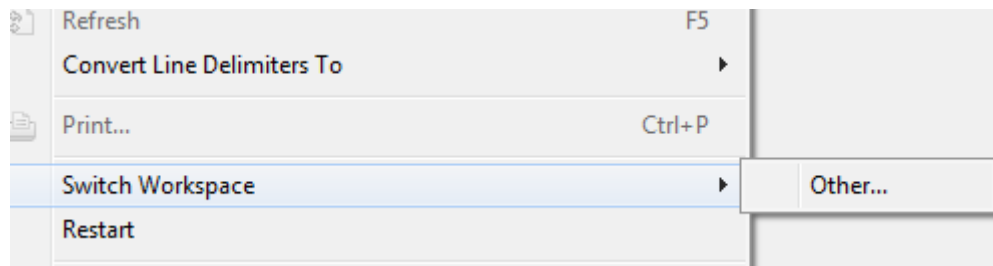 Refresh F5
Convert Line Delimiters To
Print... Ctrl+P
Switch Workspace Other...
Restart